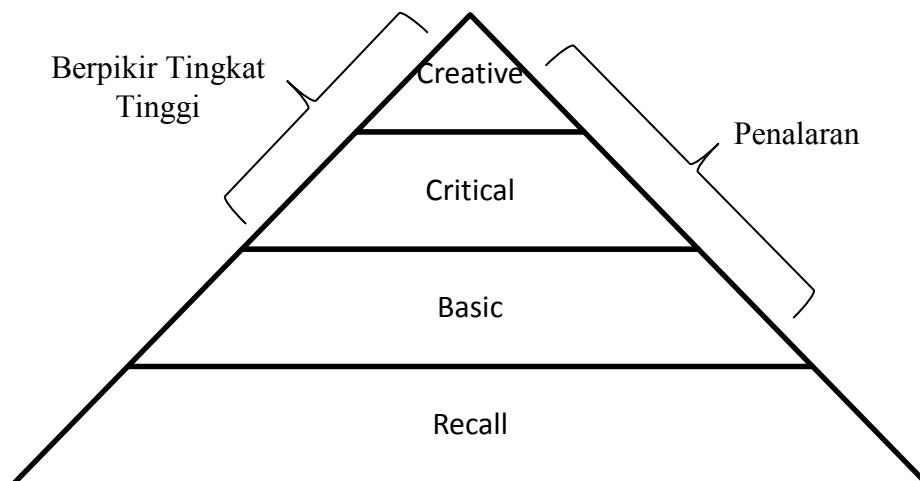 Berpikir Tingkat
Tinggi
Creative
Penalaran
Critical
Basic
Recall